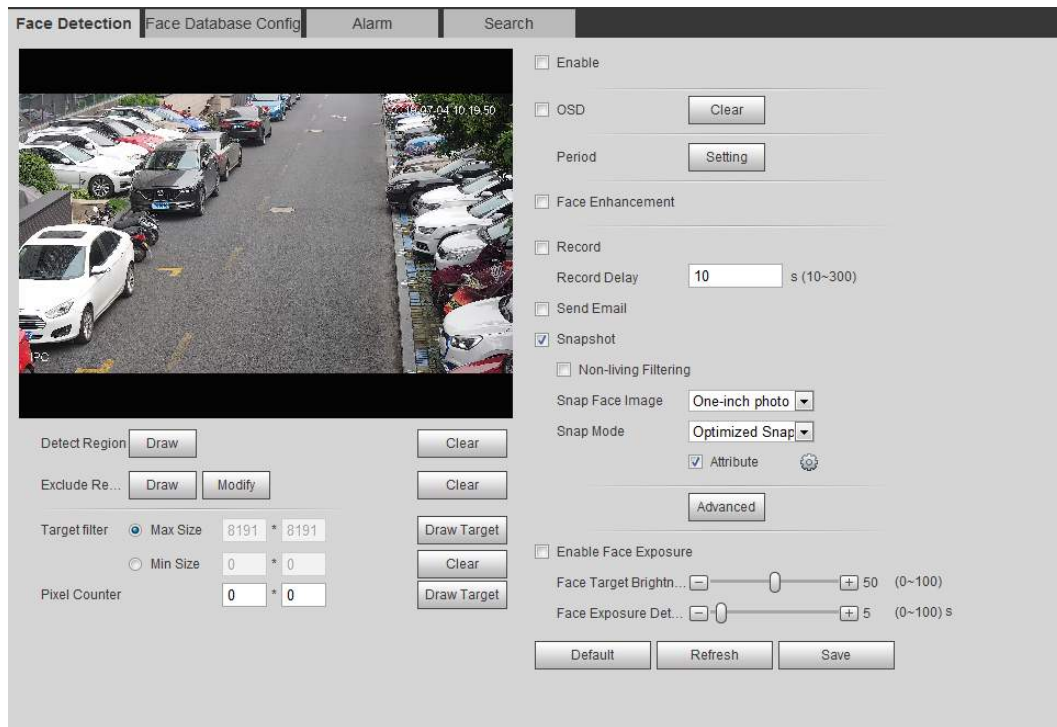 Face Detection
Face Database Config
Alarm
Search
10:19:50
IPC
Detect Region Draw Clear
Exclude Re... Draw Modify Clear
Target filter Max Size 8191 * 8191 Draw Target
Min Size 0 * 0 Clear
Pixel Counter 0 * 0 Draw Target
Enable
OSD Clear
Period Setting
Face Enhancement
Record
Record Delay 10 s (10~300)
Send Email
Snapshot
Non-living Filtering
Snap Face Image One-inch photo
Snap Mode Optimized Snap
Attribute
Advanced
Enable Face Exposure
Face Target Brightn... 50 (0~100)
Face Exposure Det... 5 (0~100) s
Default Refresh Save